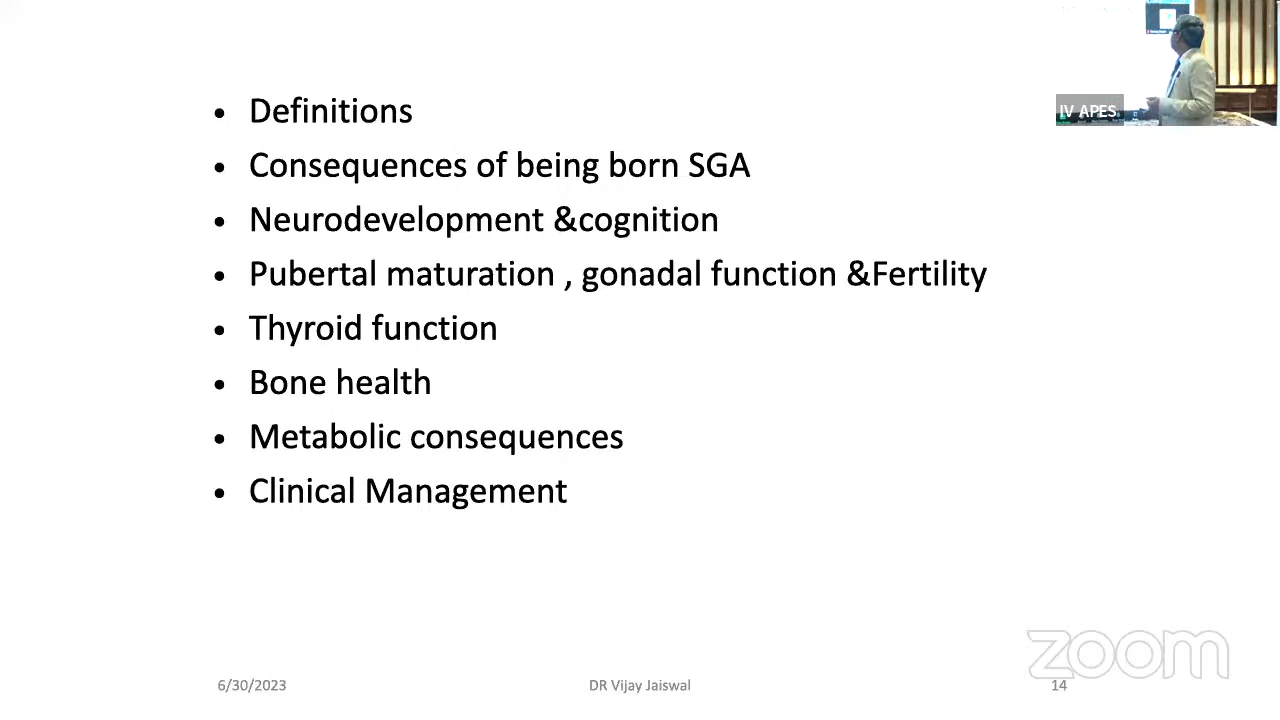 • Definitions
• Consequences of being born SGA
• Neurodevelopment &cognition
• Pubertal maturation , gonadal function &Fertility
• Thyroid function
• Bone health
• Metabolic consequences
• Clinical Management
IV APES
zoom
6/30/2023
DR Vijay Jaiswal
14